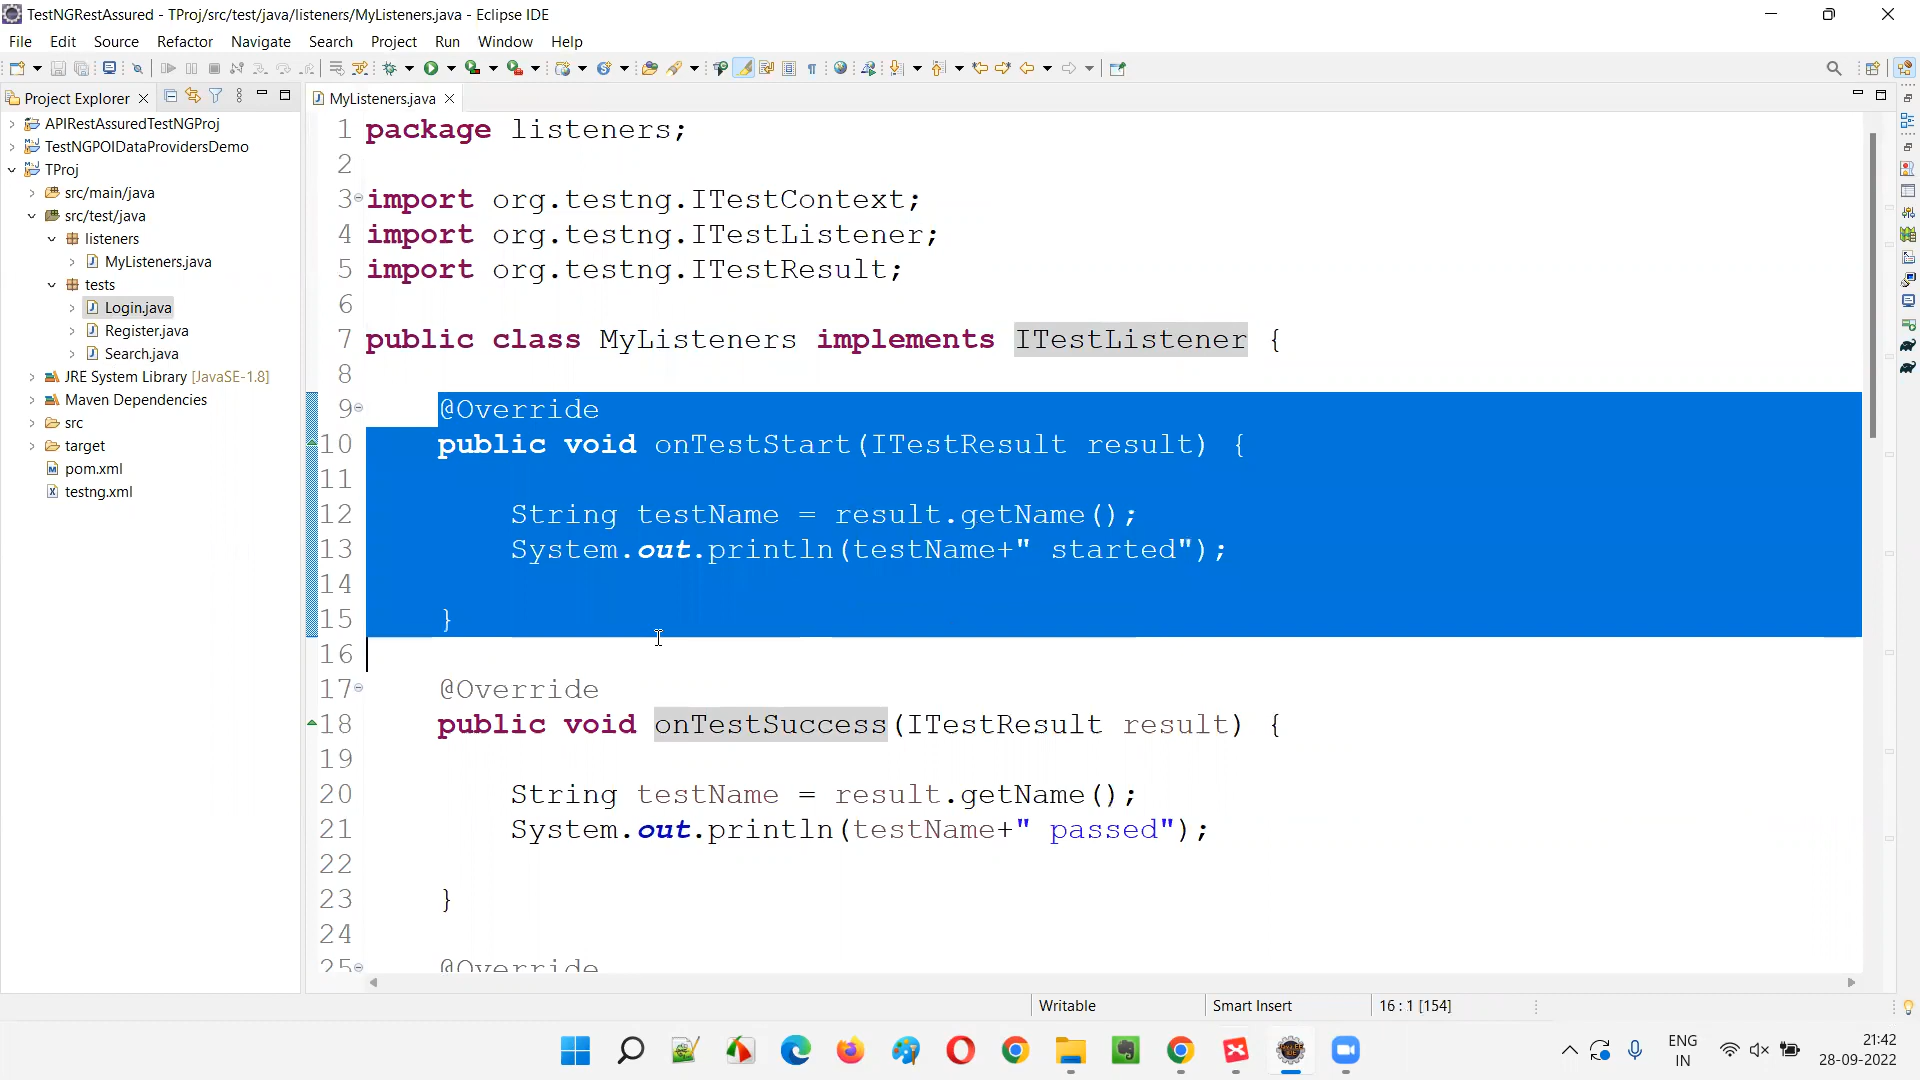 TestNGRestAssured - TProj/src/test/java/listeners/MyListeners.java - Eclipse IDE
File Edit Source Refactor Navigate Search Project Run Window Help
Project Explorer
APIRestAssuredTestNGProj
TestNGPOIDataProvidersDemo
TProj
src/main/java
src/test/java
listeners
MyListeners.java
tests
Login.java
Register.java
Search.java
JRE System Library [JavaSE-1.8]
Maven Dependencies
src
target
pom.xml
testng.xml
MyListeners.java
1 package listeners;
2
3 import org.testng.ITestContext;
4 import org.testng.ITestListener;
5 import org.testng.ITestResult;
6
7 public class MyListeners implements ITestListener {
8
9 @Override
10 public void onTestStart(ITestResult result) {
11
12 String testName = result.getName();
13 System.out.println(testName+" started");
14
15 }
16
17 @Override
18 public void onTestSuccess(ITestResult result) {
19
20 String testName = result.getName();
21 System.out.println(testName+" passed");
22
23 }
24
25 @Override
Writable Smart Insert 16 : 1 [154]
ENG
IN
21:42
28-09-2022